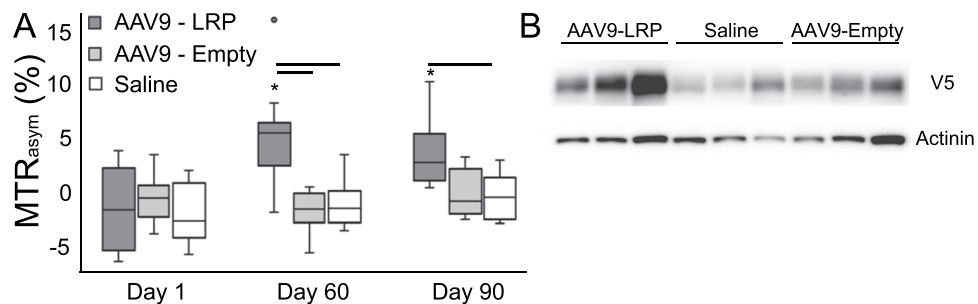 A
MTRasym (%)
15
10
5
0
-5
AAV9 - LRP
AAV9 - Empty
Saline
*
*
Day 1 Day 60 Day 90
B
AAV9-LRP Saline AAV9-Empty
V5
Actinin